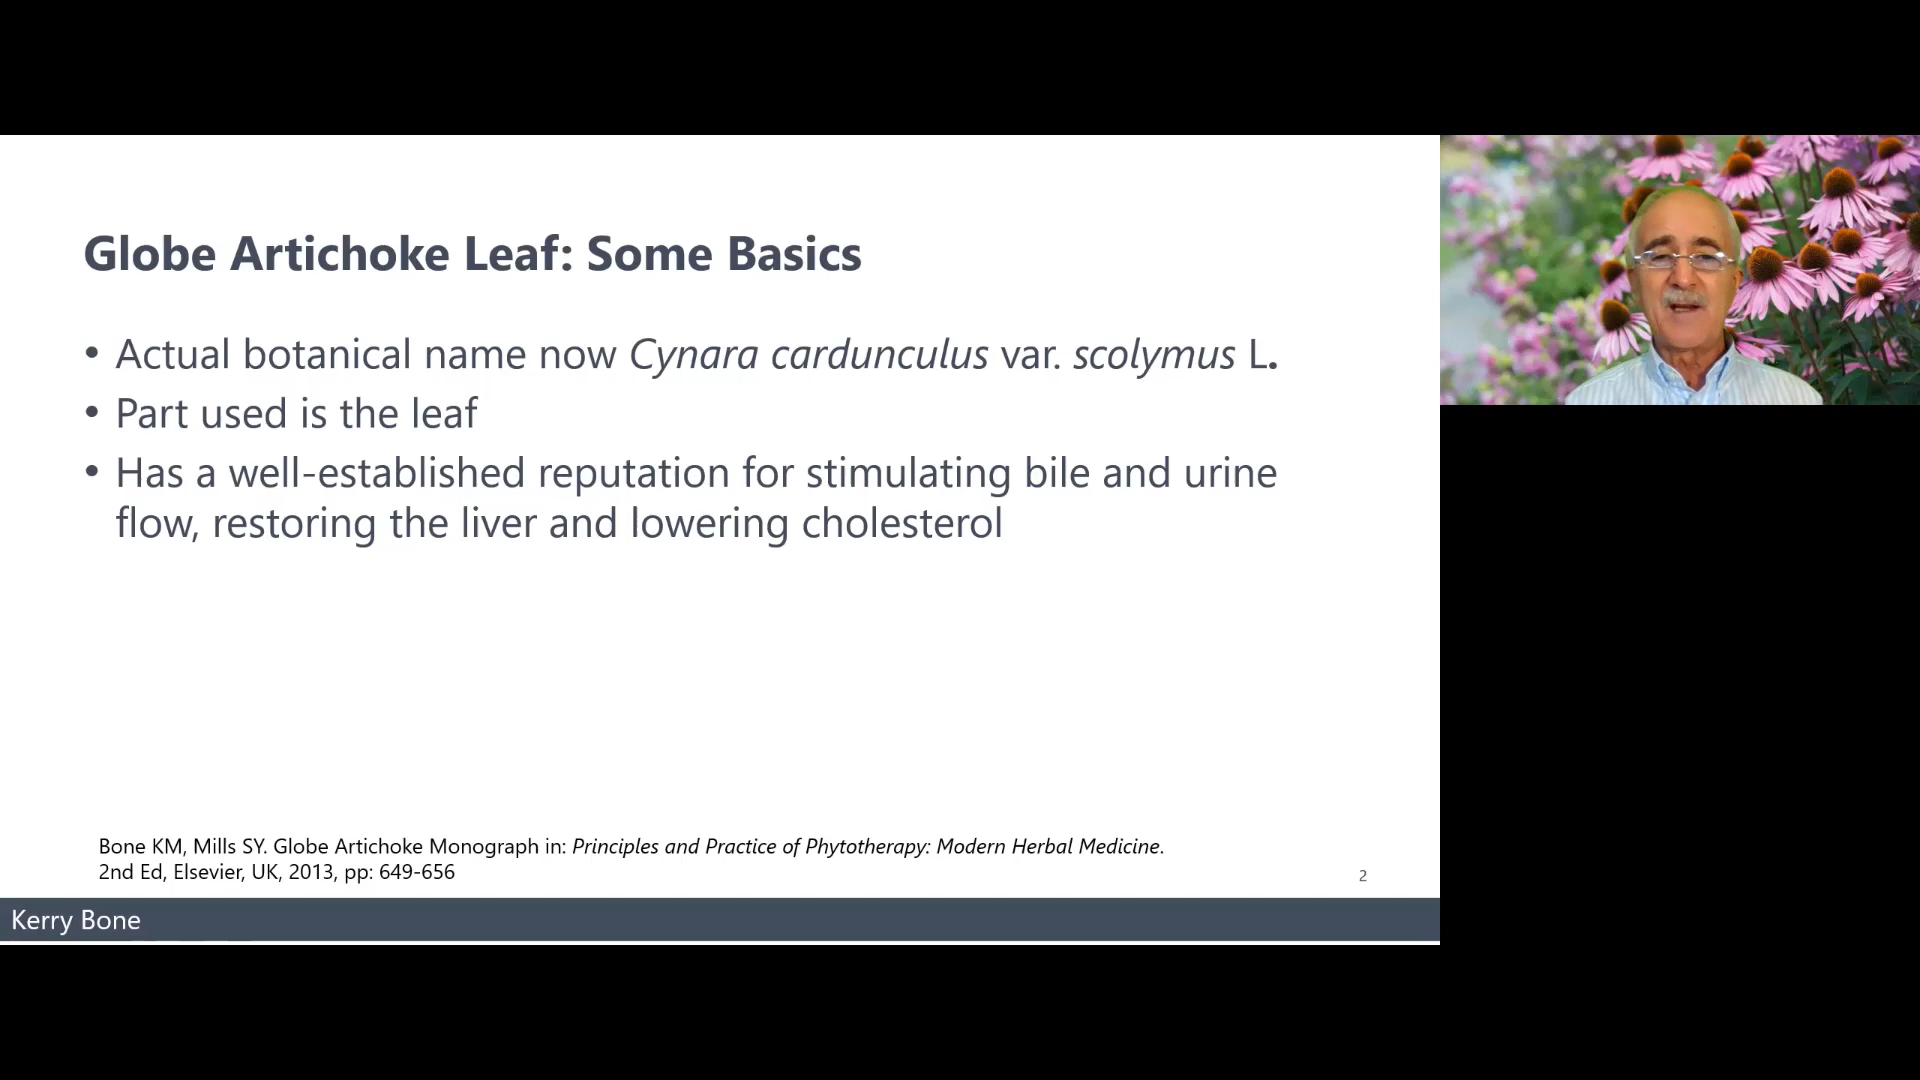 Globe Artichoke Leaf: Some Basics
• Actual botanical name now Cynara cardunculus var. scolymus L.
• Part used is the leaf
• Has a well-established reputation for stimulating bile and urine
flow, restoring the liver and lowering cholesterol
Bone KM, Mills SY. Globe Artichoke Monograph in: Principles and Practice of Phytotherapy: Modern Herbal Medicine.
2nd Ed, Elsevier, UK, 2013, pp: 649-656
2
Kerry Bone